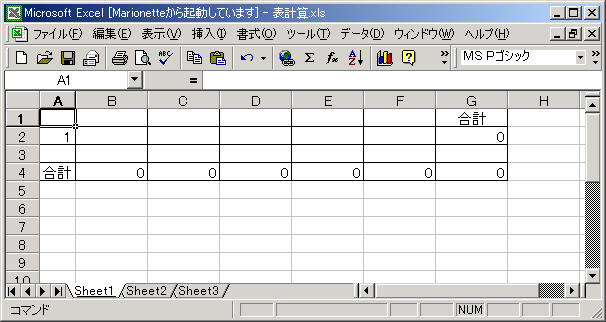 Microsoft Excel [Marionetteから起動しています] - 表計算.xls
ファイル(F) 編集(E) 表示(V) 挿入(I) 書式(O) ツール(T) データ(D) ウィンドウ(W) ヘルプ(H)
ABC Σ fx MS Pゴシック
A1 =
A B C D E F G H
1 合計
2 1 0
3
4 合計 0 0 0 0 0 0
5
6
7
8
9
10
Sheet1 Sheet2 Sheet3
コマンド NUM